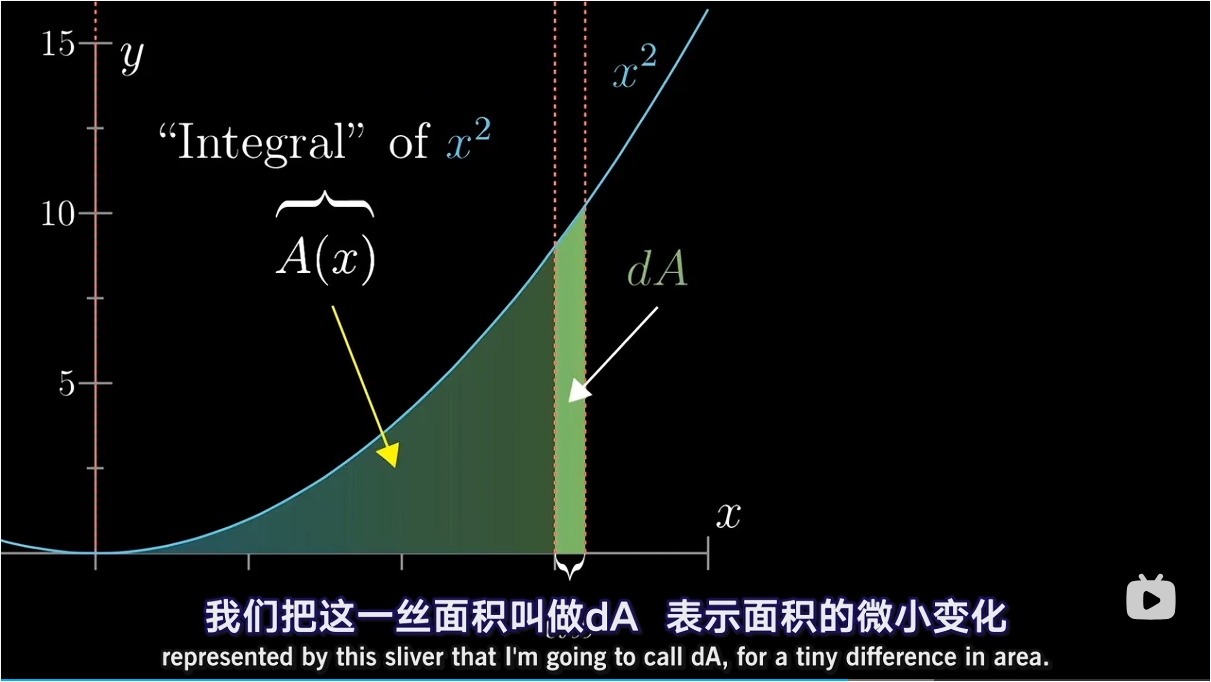 15
y
x²
“Integral” of x²
10
A(x)
dA
5
x
我们把这一丝面积叫做dA 表示面积的微小变化
represented by this sliver that I'm going to call dA, for a tiny difference in area.